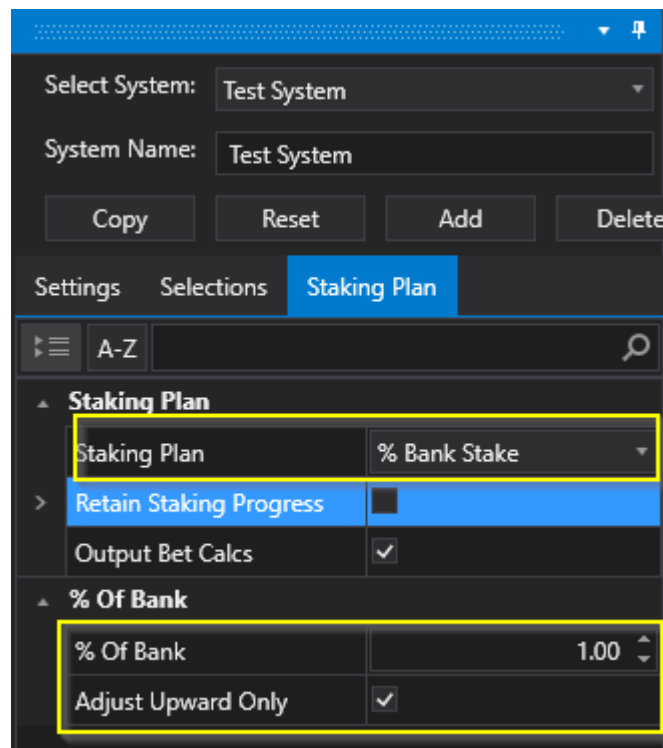 Select System: Test System
System Name: Test System
Copy Reset Add Delete
Settings Selections Staking Plan
A-Z
Staking Plan
Staking Plan % Bank Stake
Retain Staking Progress
Output Bet Calcs
% Of Bank
% Of Bank 1.00
Adjust Upward Only